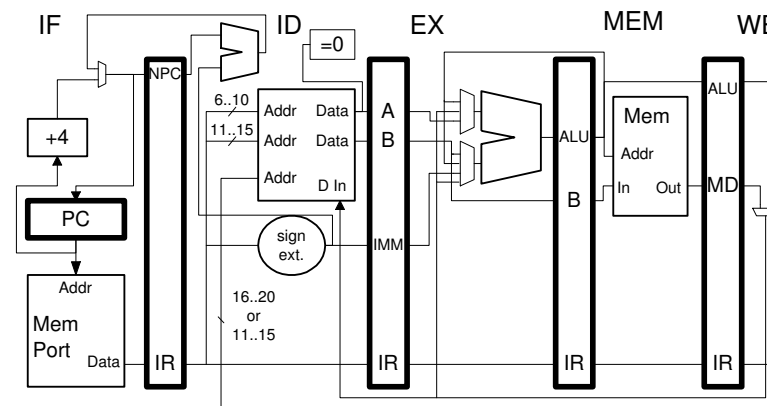 IF
ID
EX
MEM
WE
=0
NPC
+4
PC
Addr
Mem
Port
Data
IR
6..10
11..15
Addr
Data
Addr
Data
Addr
D In
sign
ext.
16..20
or
11..15
A
B
IMM
IR
ALU
B
IR
Mem
Addr
In
Out
ALU
MD
IR